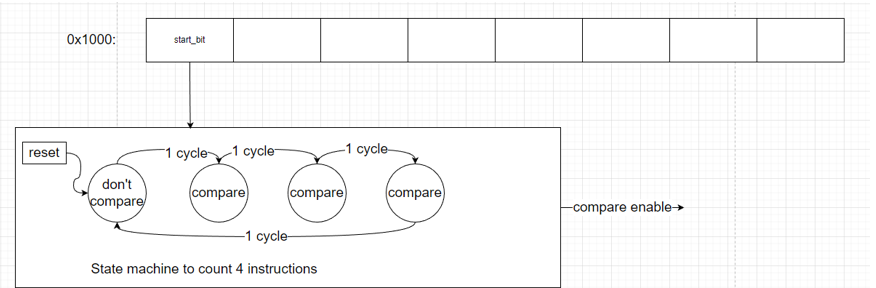 0x1000:
start_bit
reset
1 cycle
1 cycle
1 cycle
don't
compare
compare
compare
compare
compare enable
1 cycle
State machine to count 4 instructions